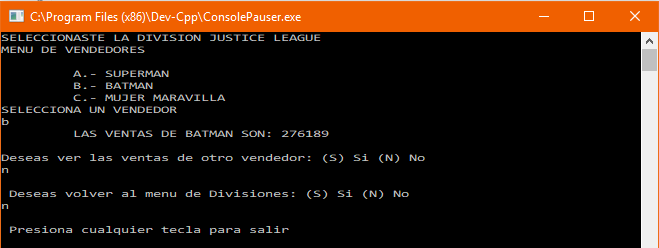 C:\Program Files (x86)\Dev-Cpp\ConsolePauser.exe
SELECCIONASTE LA DIVISION JUSTICE LEAGUE
MENU DE VENDEDORES
A.- SUPERMAN
B.- BATMAN
C.- MUJER MARAVILLA
SELECCIONA UN VENDEDOR
b
LAS VENTAS DE BATMAN SON: 276189
Deseas ver las ventas de otro vendedor: (S) Si (N) No
n
Deseas volver al menu de Divisiones: (S) Si (N) No
n
Presiona cualquier tecla para salir